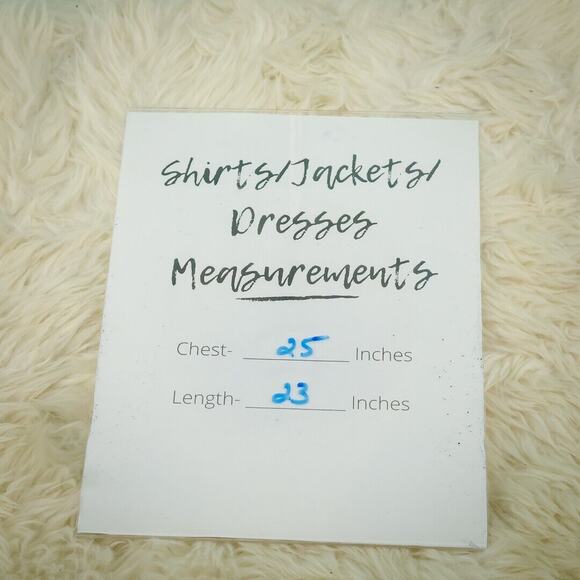 Shirts/Jackets/
Dresses
Measurements
Chest- 25 Inches
Length- 23 Inches